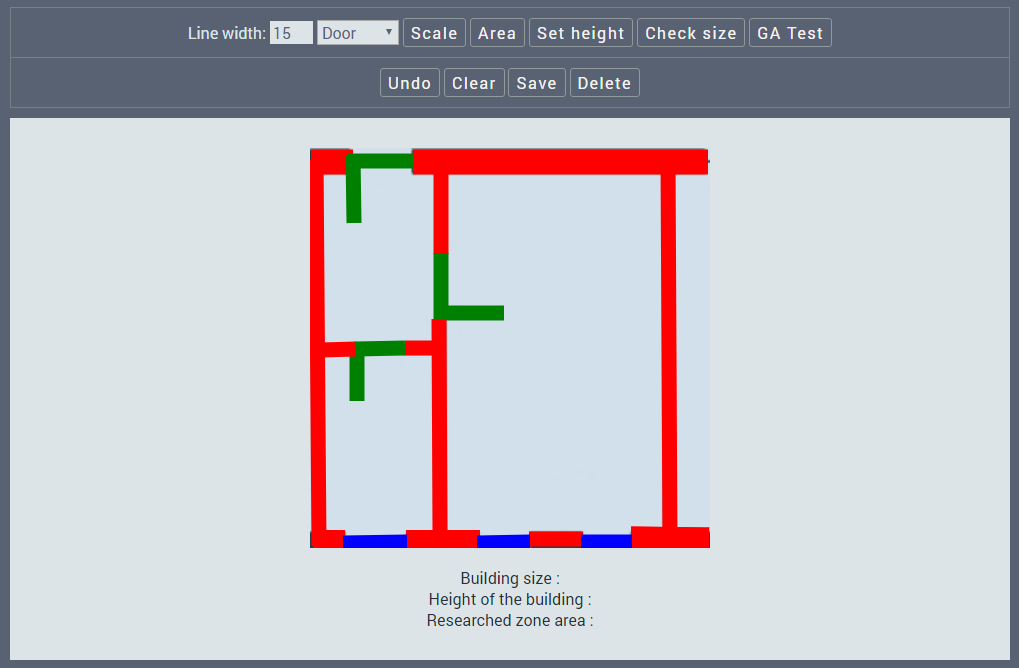 Line width: 15 Door Scale Area Set height Check size GA Test
Undo Clear Save Delete
Building size :
Height of the building :
Researched zone area :